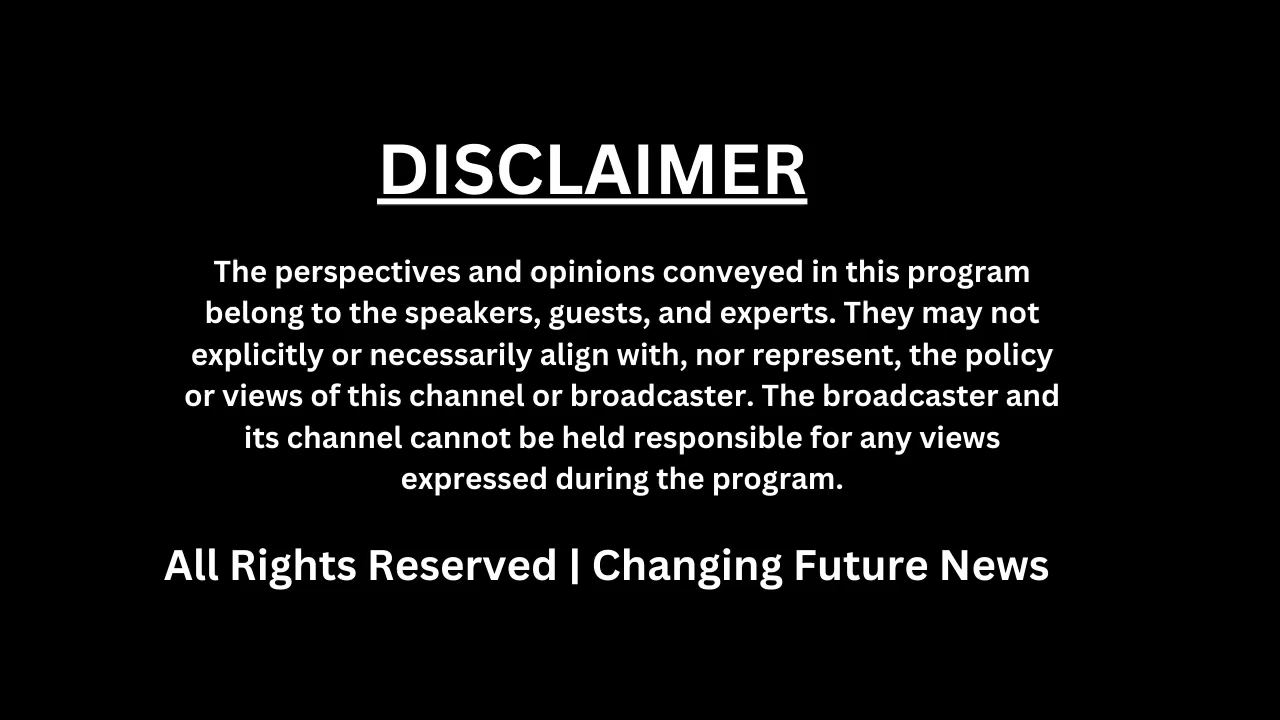 DISCLAIMER
The perspectives and opinions conveyed in this program
belong to the speakers, guests, and experts. They may not
explicitly or necessarily align with, nor represent, the policy
or views of this channel or broadcaster. The broadcaster and
its channel cannot be held responsible for any views
expressed during the program.
All Rights Reserved | Changing Future News